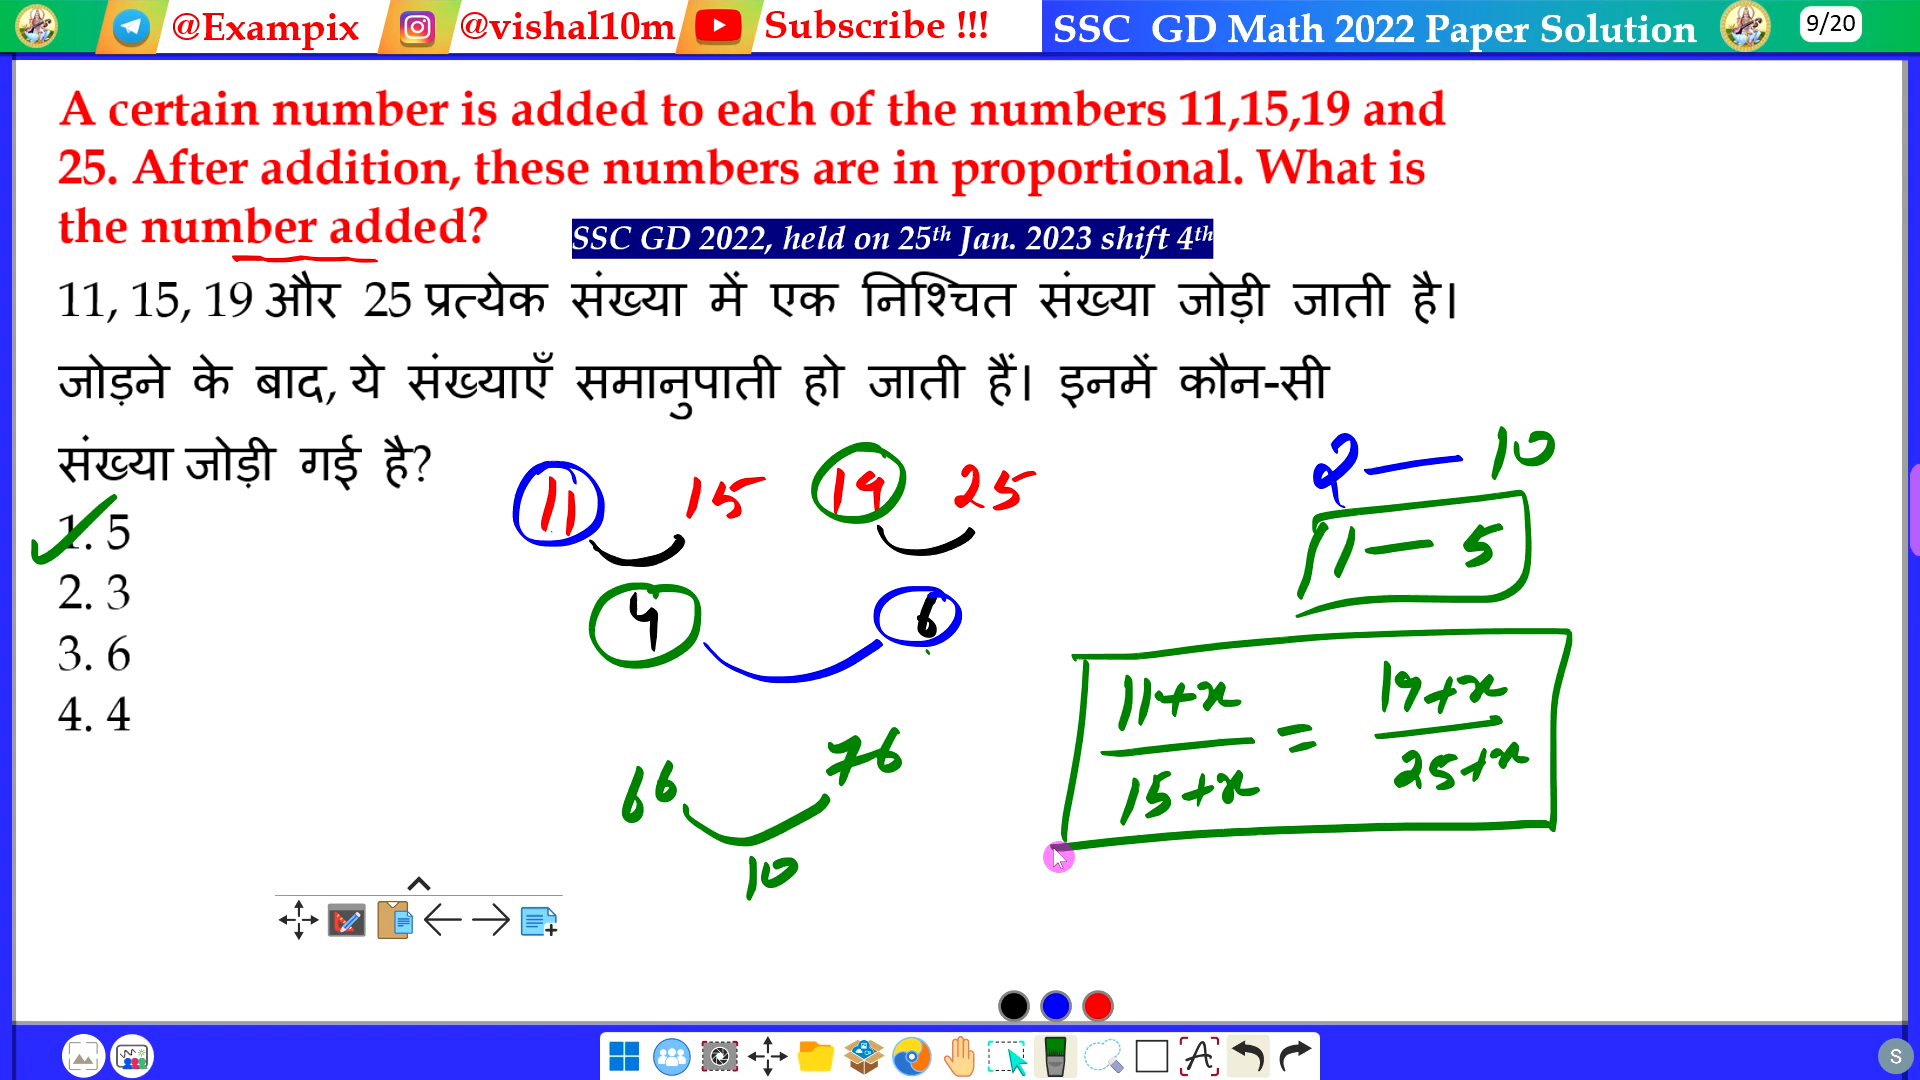 @Exampix @vishal10m Subscribe !!! SSC GD Math 2022 Paper Solution 9/20
A certain number is added to each of the numbers 11,15,19 and
25. After addition, these numbers are in proportional. What is
the number added?
SSC GD 2022, held on 25th Jan. 2023 shift 4th
11, 15, 19 और 25 प्रत्येक संख्या में एक निश्चित संख्या जोड़ी जाती है।
जोड़ने के बाद, ये संख्याएँ समानुपाती हो जाती हैं। इनमें कौन-सी
संख्या जोड़ी गई है?
1. 5
2. 3
3. 6
4. 4
11 15 19 25
4 6
66 76
10
2 — 10
11 — 5
11+x = 19+x
15+x 25+x
S